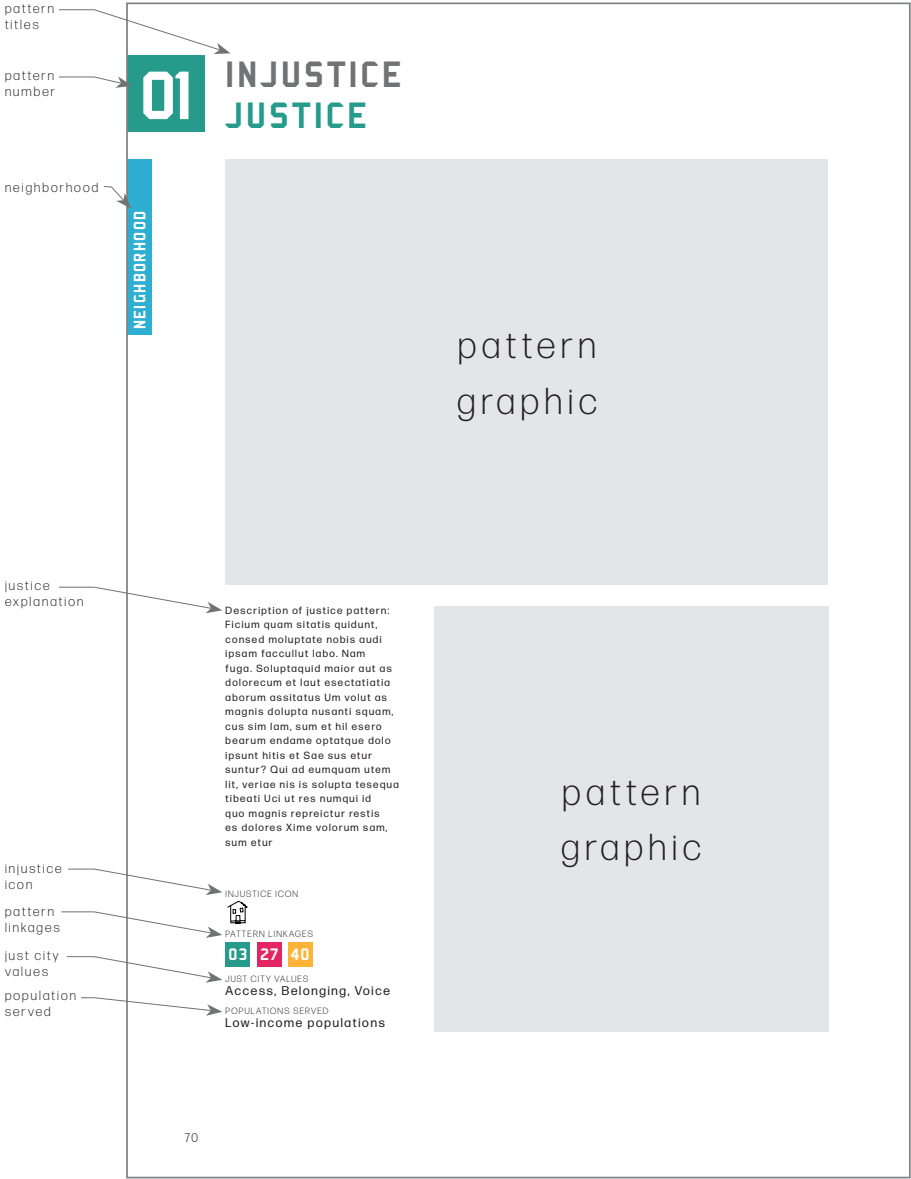 pattern
titles
pattern
number
neighborhood
justice
explanation
injustice
icon
pattern
linkages
just city
values
population
served
01
INJUSTICE
JUSTICE
NEIGHBORHOOD
pattern
graphic
Description of justice pattern:
Ficium quam sitatis quidunt,
consed moluptate nobis audi
ipsam faccullut labo. Nam
fuga. Soluptaquid maior aut as
dolorecum et laut esectatiatia
aborum assitatus Um volut as
magnis dolupta nusanti squam,
cus sim lam, sum et hil esero
bearum endame optatque dolo
ipsunt hitis et Sae sus etur
suntur? Qui ad eumquam utem
lit, veriae nis is solupta tesequa
tibeati Uci ut res numqui id
quo magnis repreictur restis
es dolores Xime volorum sam,
sum etur
pattern
graphic
INJUSTICE ICON
PATTERN LINKAGES
03 27 40
JUST CITY VALUES
Access, Belonging, Voice
POPULATIONS SERVED
Low-income populations
70